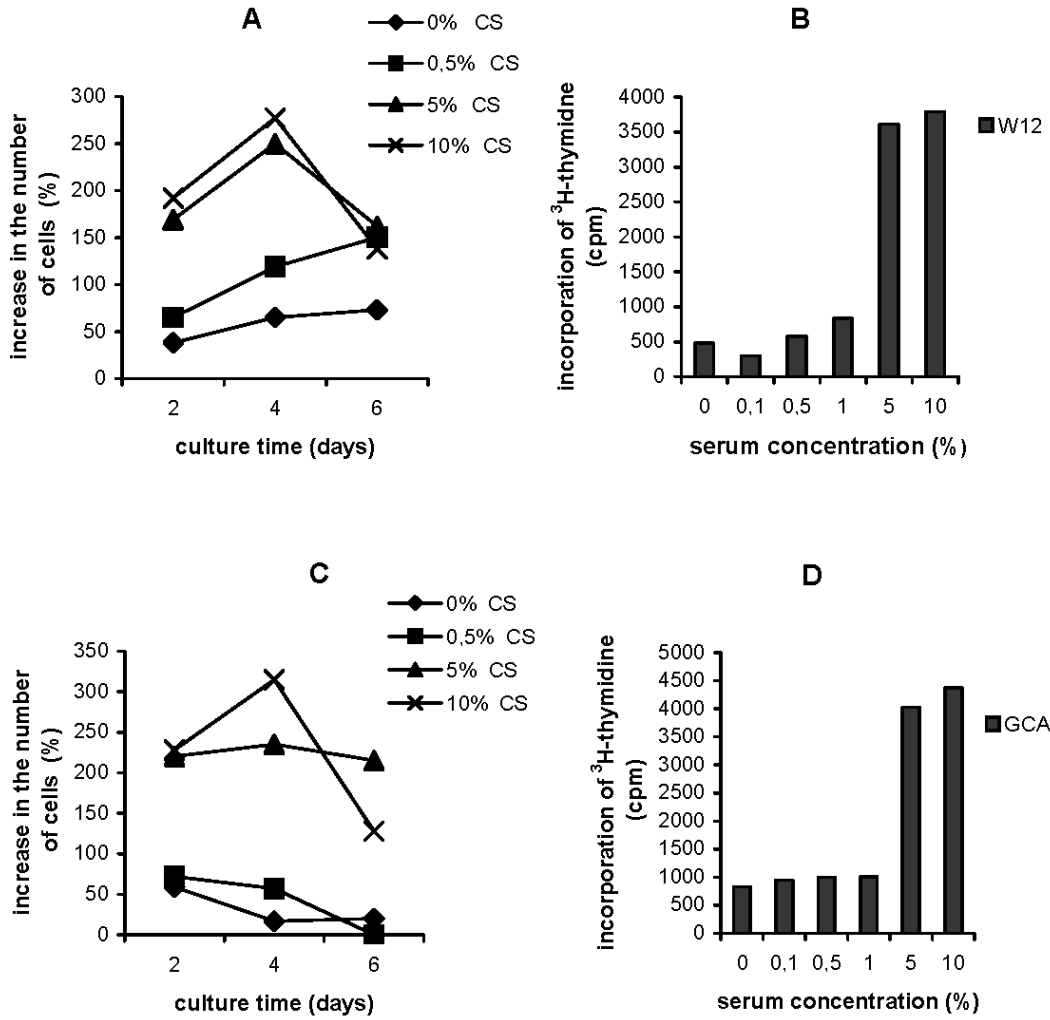 A
0% CS
0,5% CS
5% CS
10% CS
300
250
200
150
100
50
0
2 4 6
increase in the number
of cells (%)
culture time (days)
B
W12
4000
3500
3000
2500
2000
1500
1000
500
0
0 0,1 0,5 1 5 10
incorporation of ³H-thymidne
(cpm)
serum concentration (%)
C
0% CS
0,5% CS
5% CS
10% CS
350
300
250
200
150
100
50
0
2 4 6
increase in the number
of cells (%)
culture time (days)
D
GCA
5000
4500
4000
3500
3000
2500
2000
1500
1000
500
0
0 0,1 0,5 1 5 10
incorporation of ³H-thymidine
(cpm)
serum concentration (%)